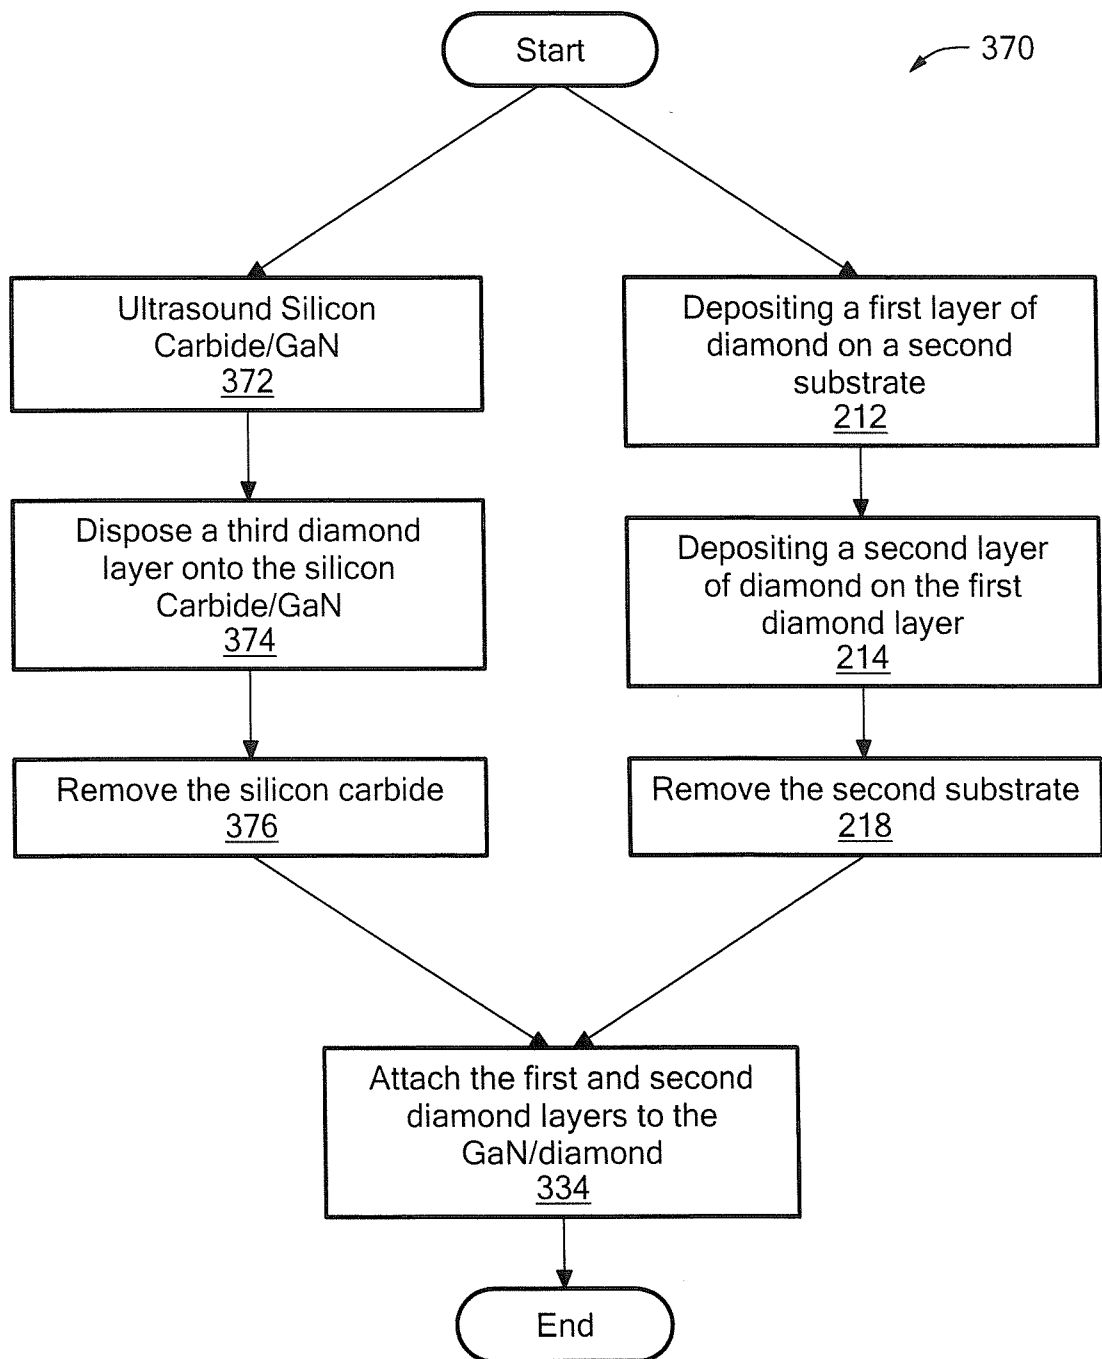 Start
370
Ultrasound Silicon
Carbide/GaN
372
Dispose a third diamond
layer onto the silicon
Carbide/GaN
374
Remove the silicon carbide
376
Depositing a first layer of
diamond on a second
substrate
212
Depositing a second layer
of diamond on the first
diamond layer
214
Remove the second substrate
218
Attach the first and second
diamond layers to the
GaN/diamond
334
End